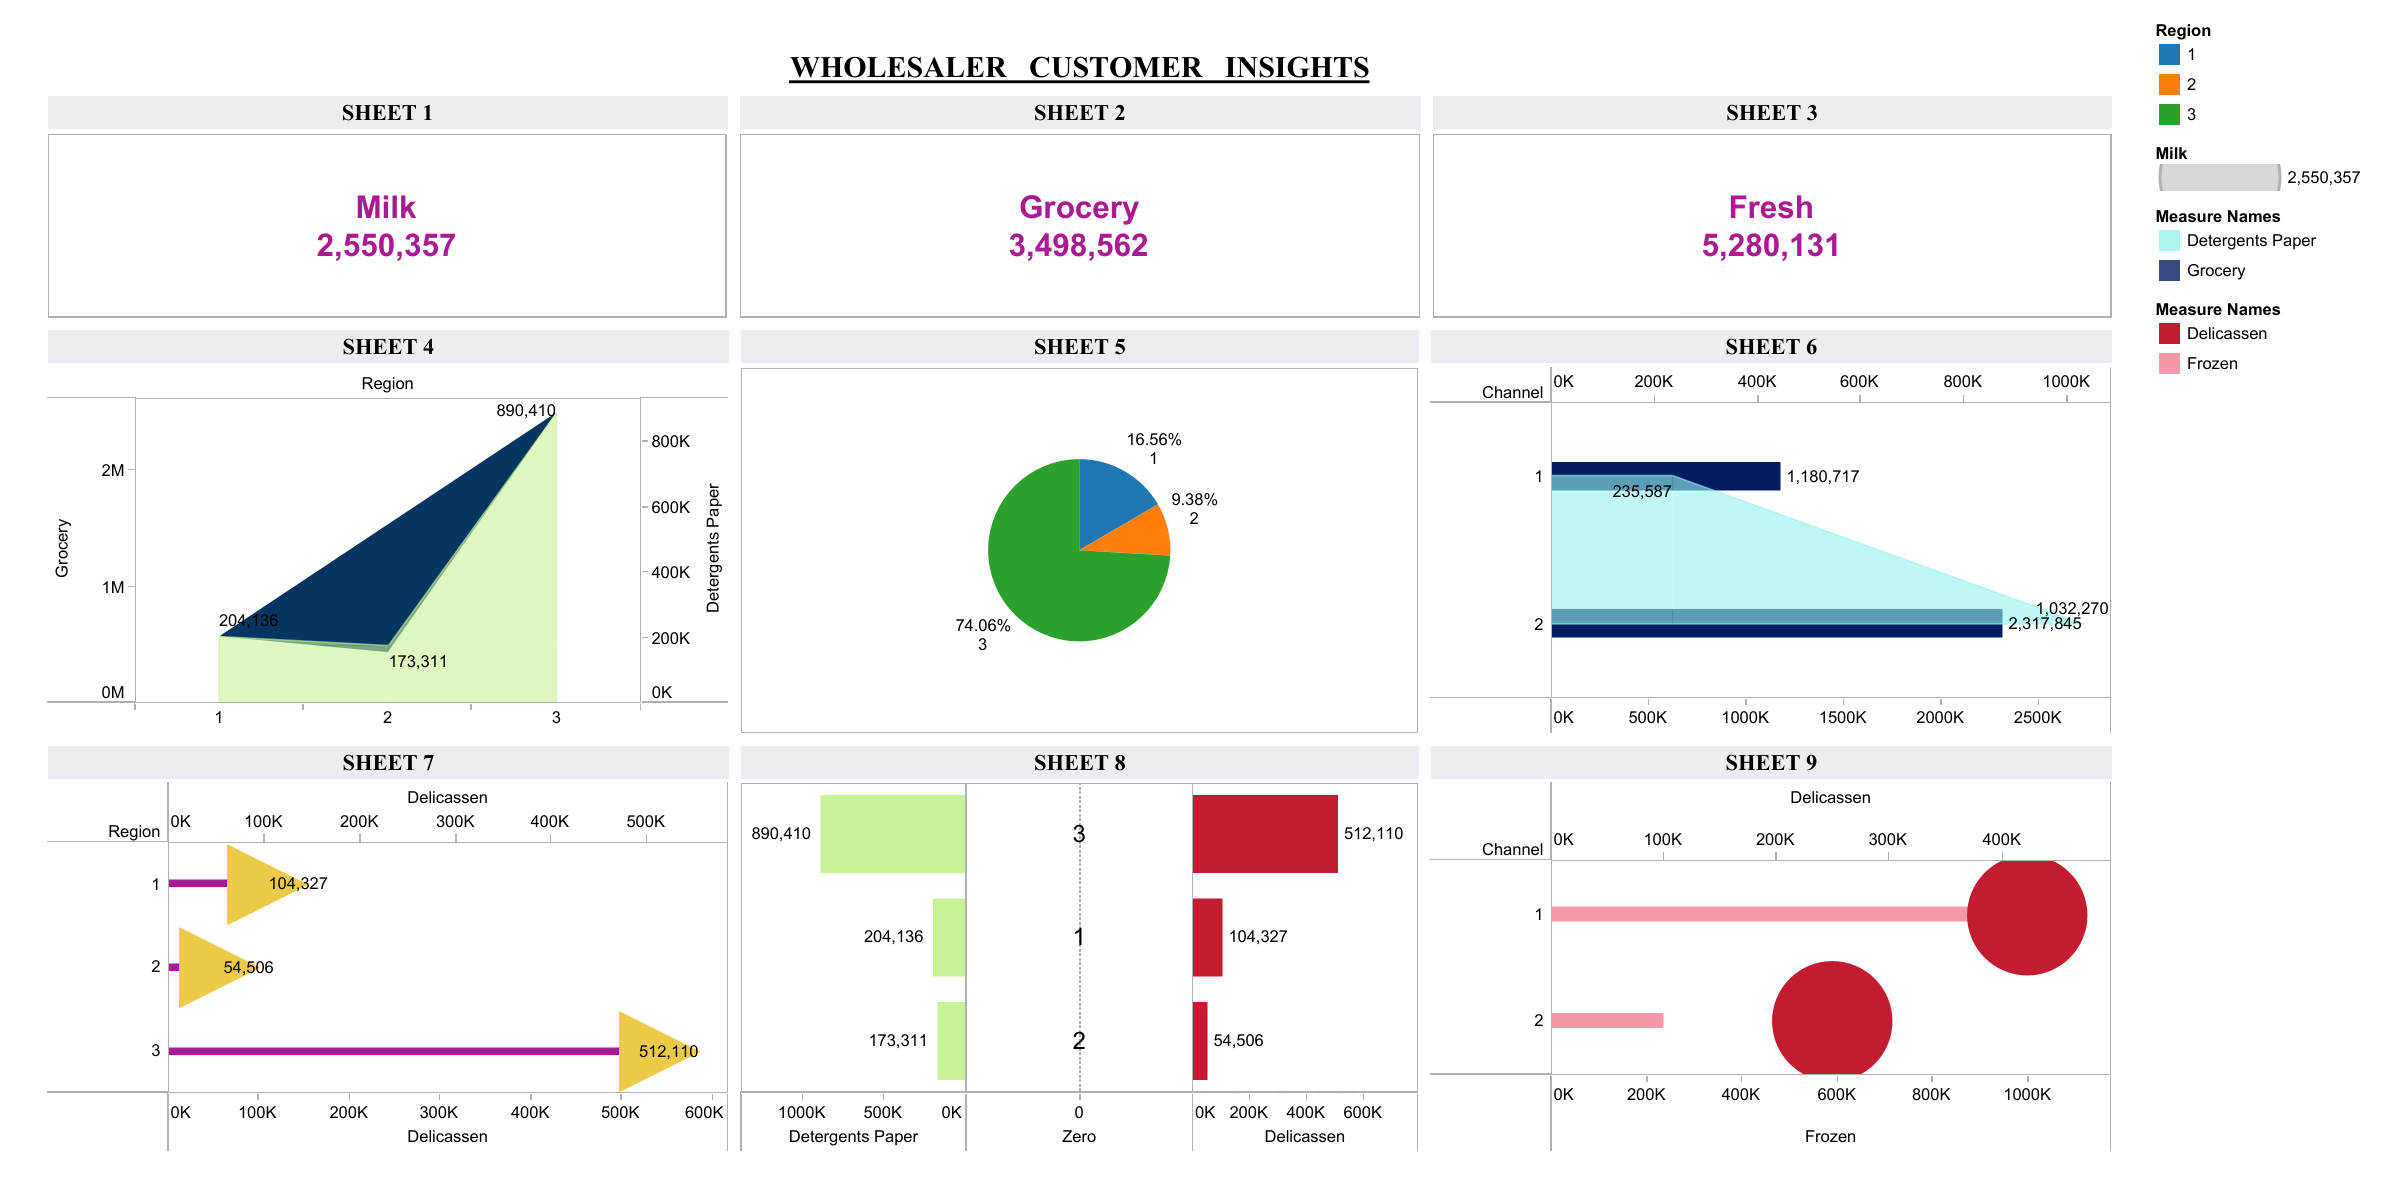 WHOLESALER CUSTOMER INSIGHTS
SHEET 1
Milk
2,550,357
SHEET 2
Grocery
3,498,562
SHEET 3
Fresh
5,280,131
Region
1
2
3
Milk
2,550,357
Measure Names
Detergents Paper
Grocery
Measure Names
Delicassen
Frozen
SHEET 4
Region
890,410
204,136
173,311
2M
1M
0M
Grocery
800K
600K
400K
200K
0K
Detergents Paper
1 2 3
SHEET 5
16.56%
1
9.38%
2
74.06%
3
SHEET 6
Channel
0K 200K 400K 600K 800K 1000K
1
1,180,717
235,587
2
1,032,270
2,317,845
0K 500K 1000K 1500K 2000K 2500K
SHEET 7
Delicassen
Region
0K 100K 200K 300K 400K 500K
1
104,327
2
54,506
3
512,110
0K 100K 200K 300K 400K 500K 600K
Delicassen
SHEET 8
890,410 3 512,110
204,136 1 104,327
173,311 2 54,506
1000K 500K 0K 0 0K 200K 400K 600K
Detergents Paper Zero Delicassen
SHEET 9
Delicassen
Channel
0K 100K 200K 300K 400K
1
2
0K 200K 400K 600K 800K 1000K
Frozen